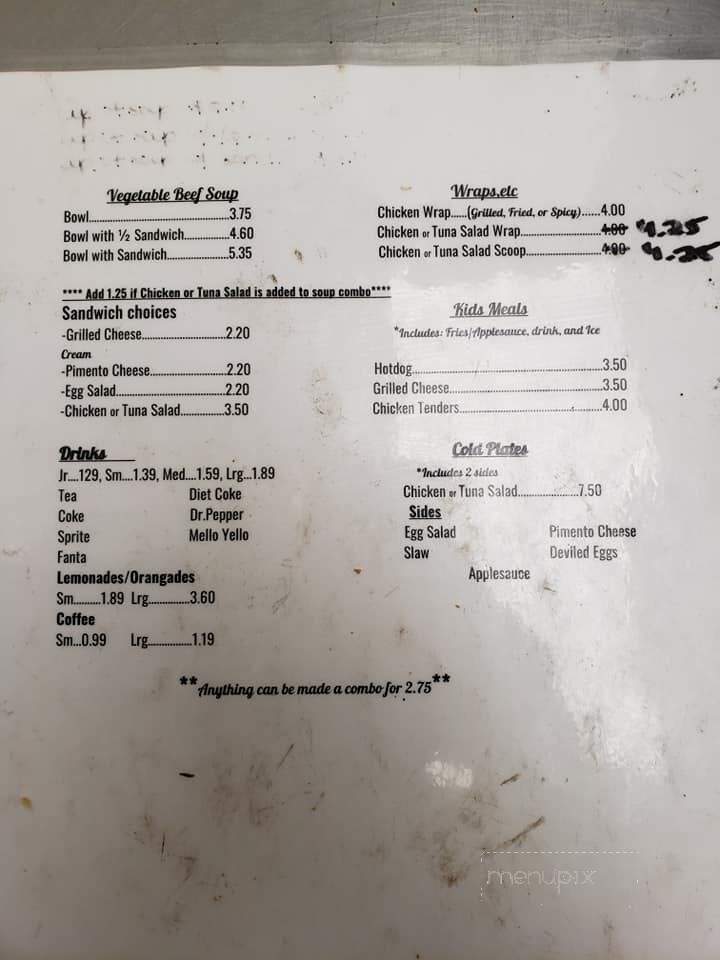 Vegetable Beef Soup
Bowl...............................................3.75
Bowl with ½ Sandwich...............4.60
Bowl with Sandwich.....................5.35
**** Add 1.25 if Chicken or Tuna Salad is added to soup combo****
Sandwich choices
-Grilled Cheese............................2.20
Cream
-Pimento Cheese.........................2.20
-Egg Salad.....................................2.20
-Chicken or Tuna Salad...............3.50
Drinks
Jr....129, Sm....1.39, Med....1.59, Lrg...1.89
Tea Diet Coke
Coke Dr.Pepper
Sprite Mello Yello
Fanta
Lemonades/Orangades
Sm.........1.89 Lrg.............3.60
Coffee
Sm...0.99 Lrg...............1.19
Wraps,etc
Chicken Wrap......(Grilled, Fried, or Spicy)......4.00
Chicken or Tuna Salad Wrap...........................4.00 4.25
Chicken or Tuna Salad Scoop.........................4.00 4.25
Kids Meals
*Includes: Fries/Applesauce, drink, and Ice
Hotdog................................................................3.50
Grilled Cheese....................................................3.50
Chicken Tenders................................................4.00
Cold Plates
*Includes 2 sides
Chicken or Tuna Salad.....................7.50
Sides
Egg Salad Pimento Cheese
Slaw Deviled Eggs
Applesauce
**Anything can be made a combo for 2.75**
menupix